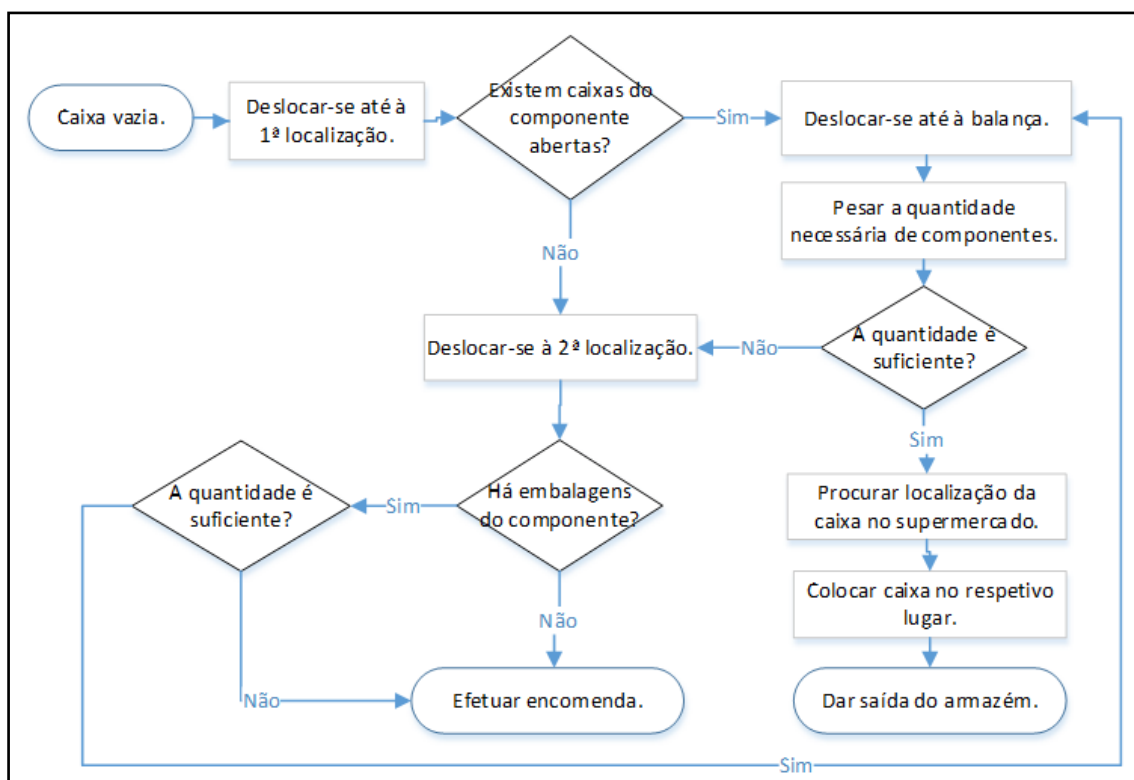 Caixa vazia.
Deslocar-se até à
1ª localização.
Existem caixas do
componente
abertas?
Sim
Deslocar-se até à balança.
Pesar a quantidade
necessária de componentes.
Não
Deslocar-se à 2ª localização.
Não
A quantidade é
suficiente?
Sim
A quantidade é
suficiente?
Sim
Há embalagens
do componente?
Procurar localização da
caixa no supermercado.
Colocar caixa no respetivo
lugar.
Não
Não
Efetuar encomenda.
Dar saída do armazém.
Sim